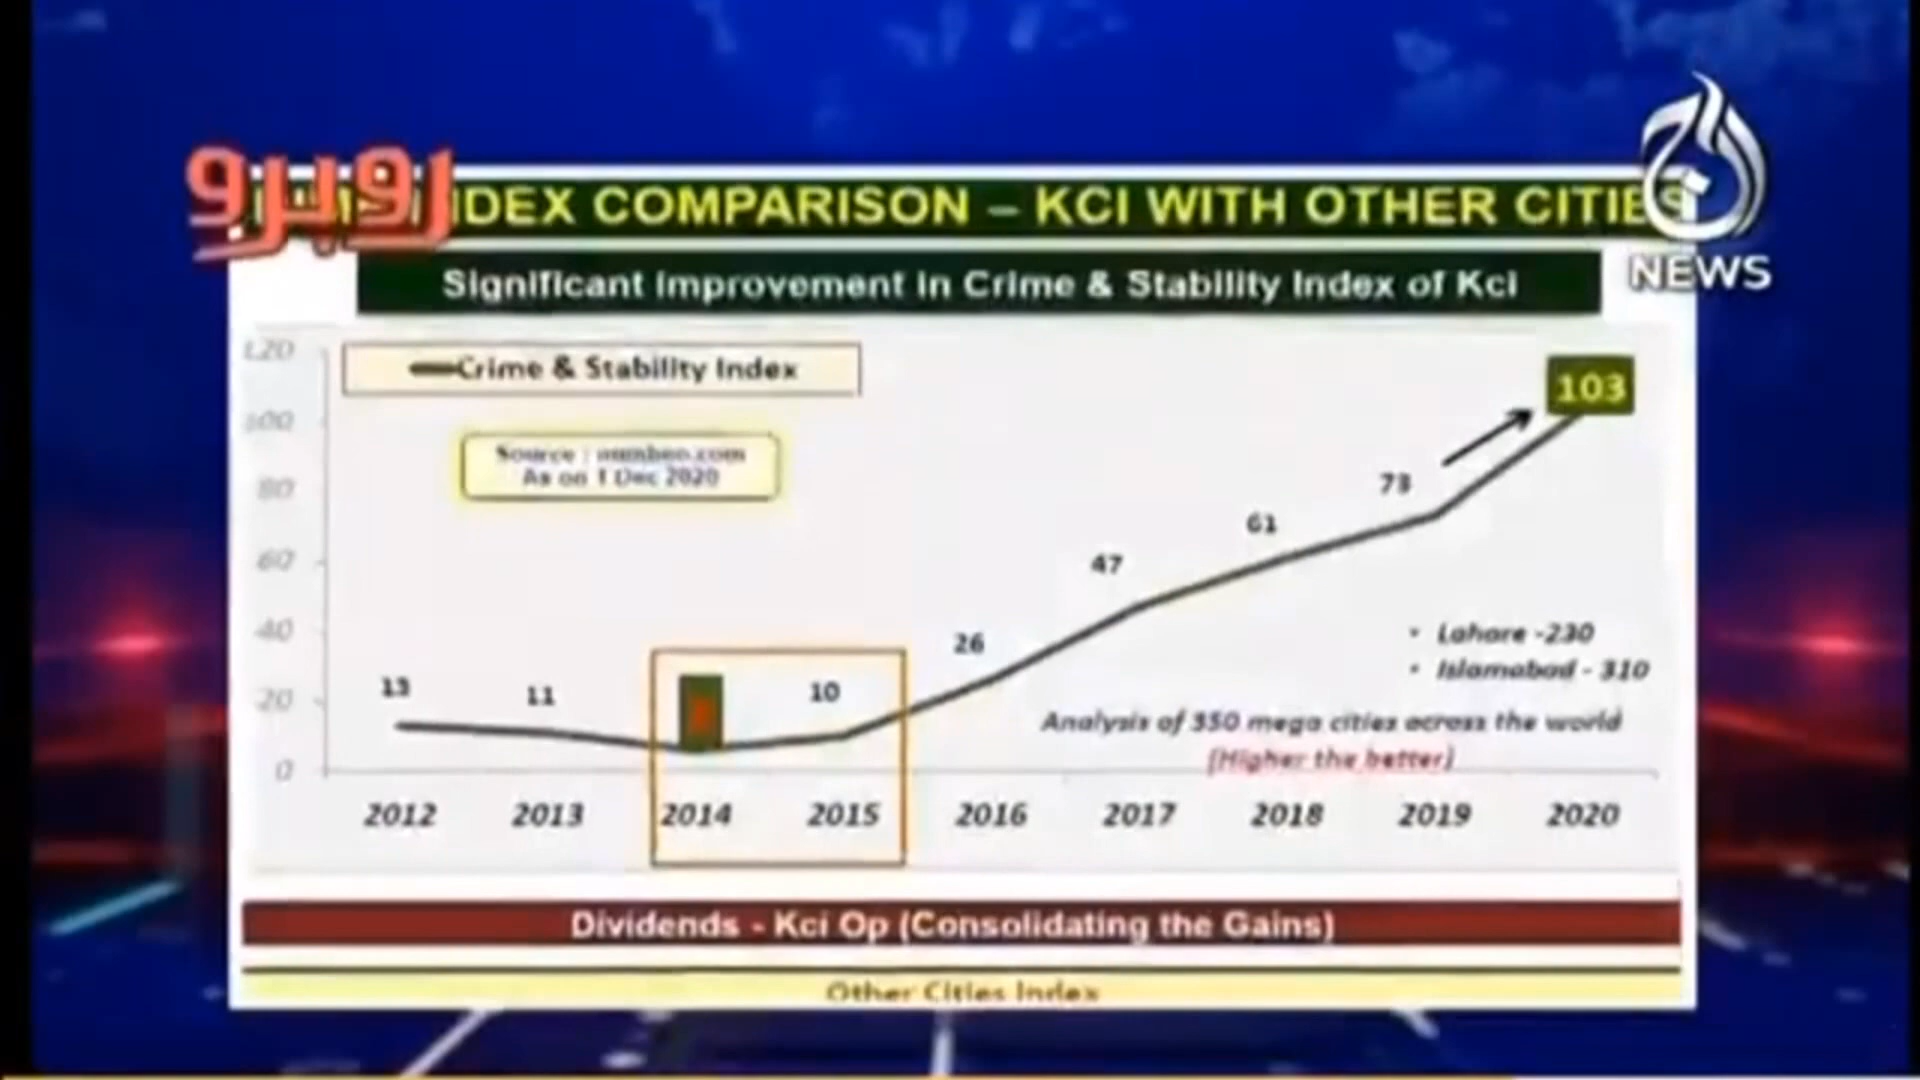 روبرو
INDEX COMPARISON – KCI WITH OTHER CITIES
NEWS
Significant Improvement in Crime & Stability Index of Kci
120
100
80
60
40
20
0
Crime & Stability Index
Source :
As on 1 Dec 2020
13
11
10
26
47
61
73
103
• Lahore -230
• Islamabad - 310
Analysis of 350 mega cities across the world
(Higher the better)
2012 2013 2014 2015 2016 2017 2018 2019 2020
Dividends - Kci Op (Consolidating the Gains)
Other Cities Index